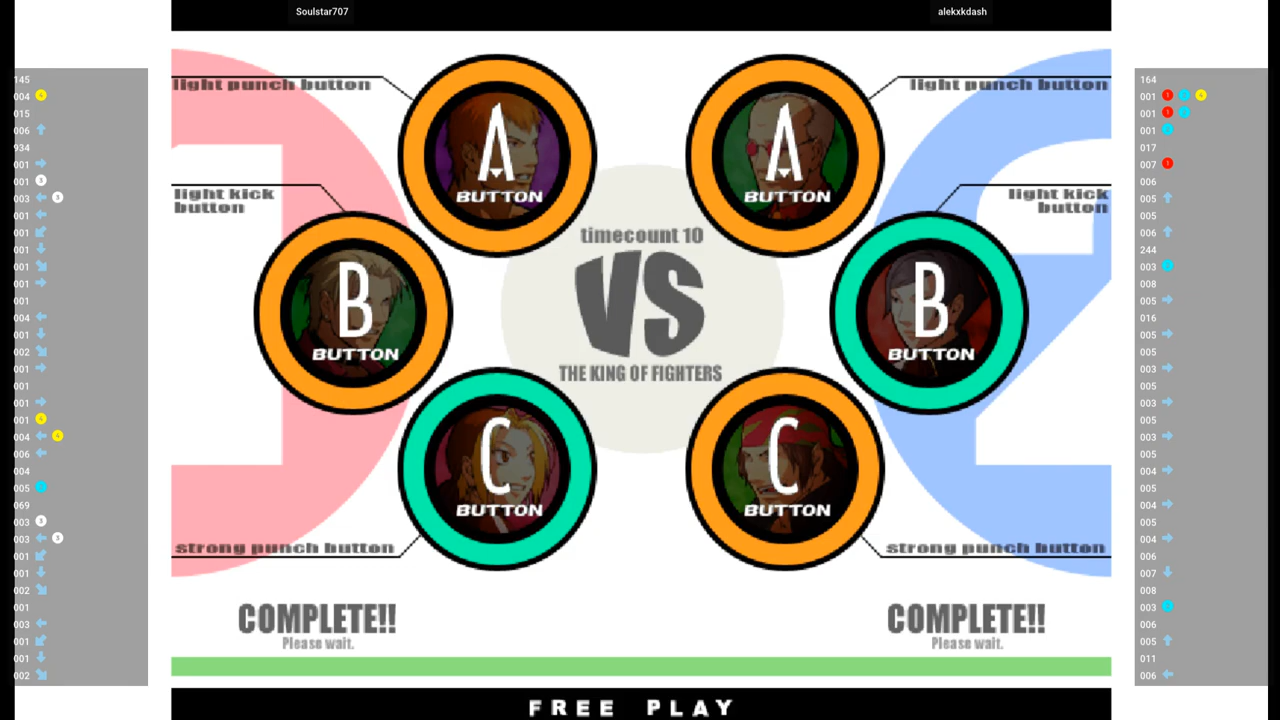 Soulstar707
alekxkdash
light punch button
light punch button
A
BUTTON
A
BUTTON
light kick
button
light kick
button
timecount 10
VS
THE KING OF FIGHTERS
B
BUTTON
B
BUTTON
C
BUTTON
C
BUTTON
strong punch button
strong punch button
COMPLETE!!
Please wait.
COMPLETE!!
Please wait.
FREE PLAY
145
004
015
006
934
001
001 3
003 3
001
001
001
001
001
001
004
001
002
001
001
001
001
004
006
004
005
069
003 3
003 3
001
001
002
001
003
001
001
002
164
001
001
001
017
007
006
005
005
006
244
003
008
005
016
005
005
003
005
003
005
003
005
004
005
004
005
004
006
007
008
003
006
005
011
006